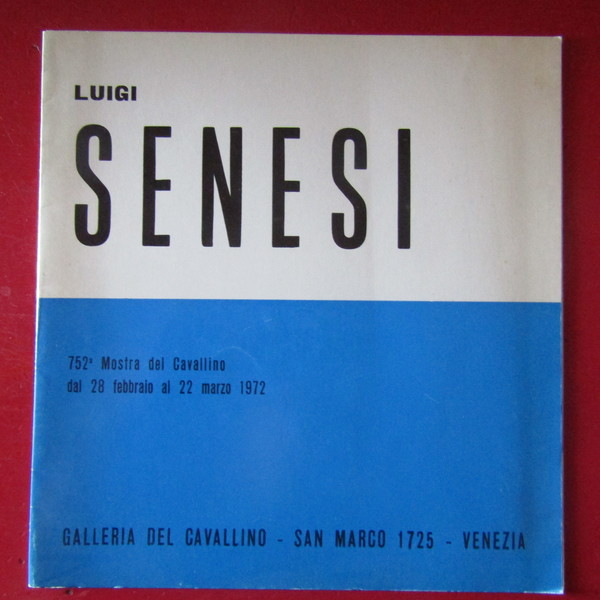 LUIGI
SENESI
752ª Mostra del Cavallino
dal 28 febbraio al 22 marzo 1972
GALLERIA DEL CAVALLINO - SAN MARCO 1725 - VENEZIA